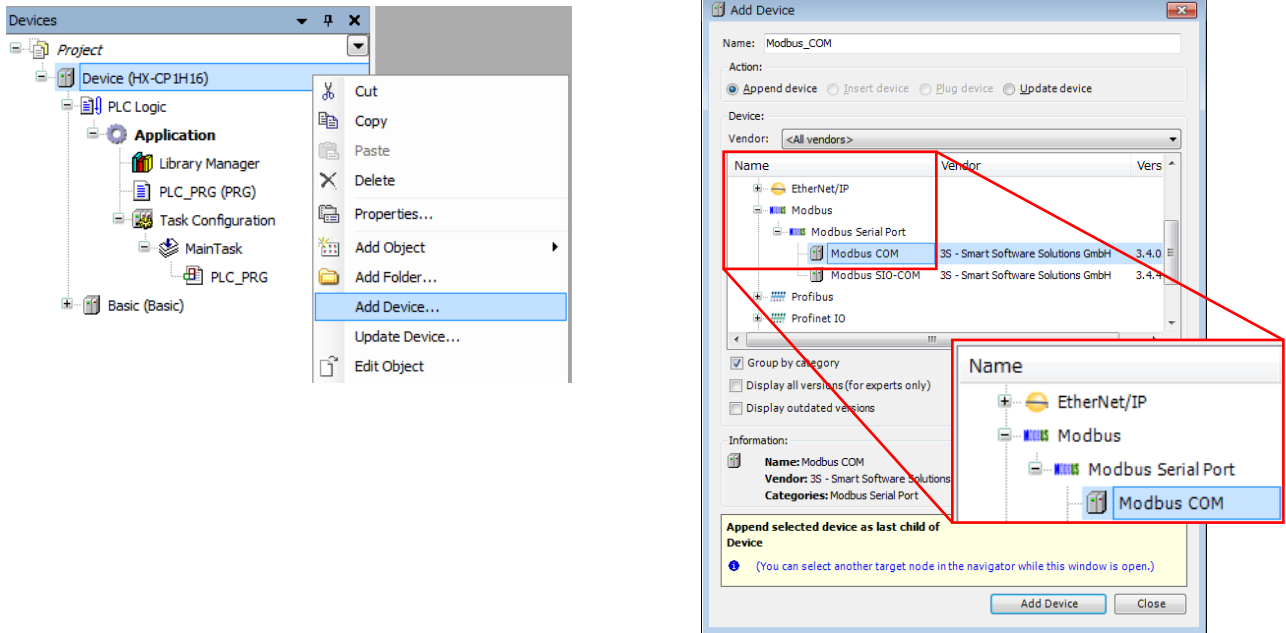 Devices
Project
Device (HX-CP1H16)
PLC Logic
Application
Library Manager
PLC_PRG (PRG)
Task Configuration
MainTask
PLC_PRG
Basic (Basic)
Cut
Copy
Paste
Delete
Properties...
Add Object
Add Folder...
Add Device...
Update Device...
Edit Object
Add Device
Name: Modbus_COM
Action:
Append device Insert device Plug device Update device
Device:
Vendor: <All vendors>
Name Vendor Vers
EtherNet/IP
Modbus
Modbus Serial Port
Modbus COM 3S - Smart Software Solutions GmbH 3.4.0
Modbus SIO-COM 3S - Smart Software Solutions GmbH 3.4.4
Profibus
Profinet IO
Group by category
Display all versions (for experts only)
Display outdated versions
Information:
Name: Modbus COM
Vendor: 3S - Smart Software Solutions
Categories: Modbus Serial Port
Append selected device as last child of
Device
(You can select another target node in the navigator while this window is open.)
Add Device Close
Name
EtherNet/IP
Modbus
Modbus Serial Port
Modbus COM